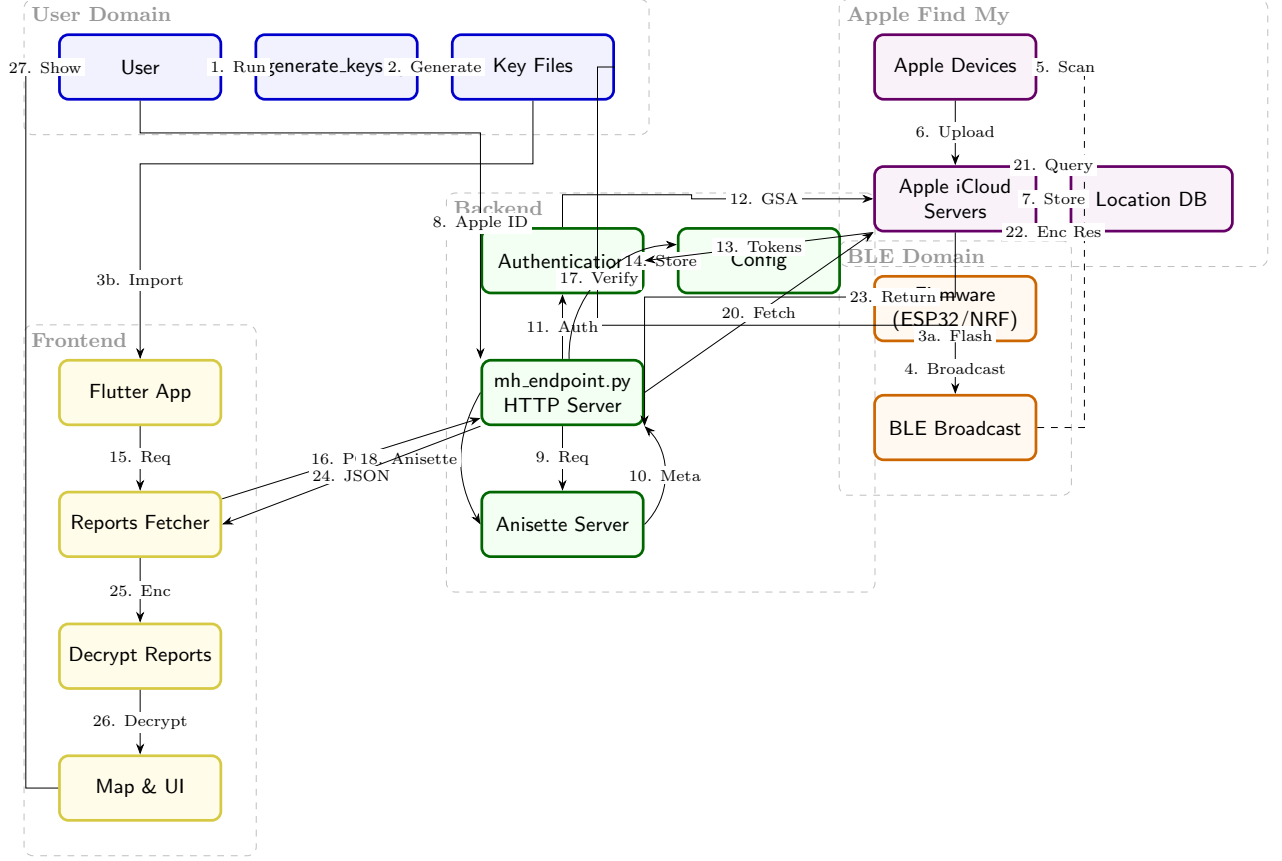 User Domain
Apple Find My
27. Show
User
1. Run
generate_keys
2. Generate
Key Files
Apple Devices
5. Scan
6. Upload
21. Query
Apple iCloud
Servers
7. Store
Location DB
12. GSA
Backend
8. Apple ID
22. Enc Res
13. Tokens
Authentication
14. Store
Config
BLE Domain
17. Verify
3b. Import
23. Return
Firmware
(ESP32/NRF)
20. Fetch
11. Auth
3a. Flash
Frontend
4. Broadcast
Flutter App
mh_endpoint.py
HTTP Server
BLE Broadcast
15. Req
16.
18. Anisette
9. Req
24. JSON
10. Meta
Reports Fetcher
Anisette Server
25. Enc
Decrypt Reports
26. Decrypt
Map & UI